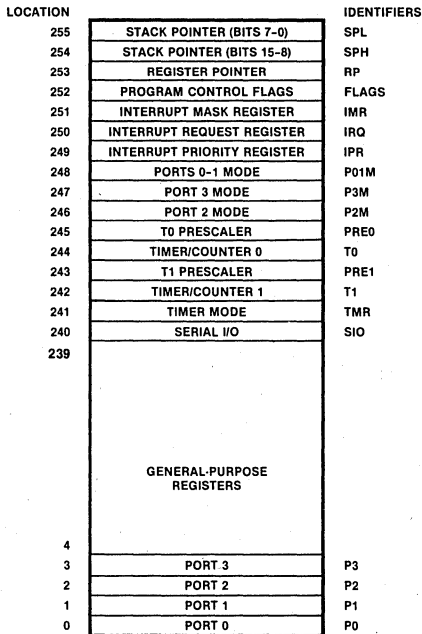 LOCATION IDENTIFIERS
255 STACK POINTER (BITS 7-0) SPL
254 STACK POINTER (BITS 15-8) SPH
253 REGISTER POINTER RP
252 PROGRAM CONTROL FLAGS FLAGS
251 INTERRUPT MASK REGISTER IMR
250 INTERRUPT REQUEST REGISTER IRQ
249 INTERRUPT PRIORITY REGISTER IPR
248 PORTS 0-1 MODE P01M
247 PORT 3 MODE P3M
246 PORT 2 MODE P2M
245 T0 PRESCALER PRE0
244 TIMER/COUNTER 0 T0
243 T1 PRESCALER PRE1
242 TIMER/COUNTER 1 T1
241 TIMER MODE TMR
240 SERIAL I/O SIO
239
GENERAL-PURPOSE
REGISTERS
4
3 PORT 3 P3
2 PORT 2 P2
1 PORT 1 P1
0 PORT 0 P0